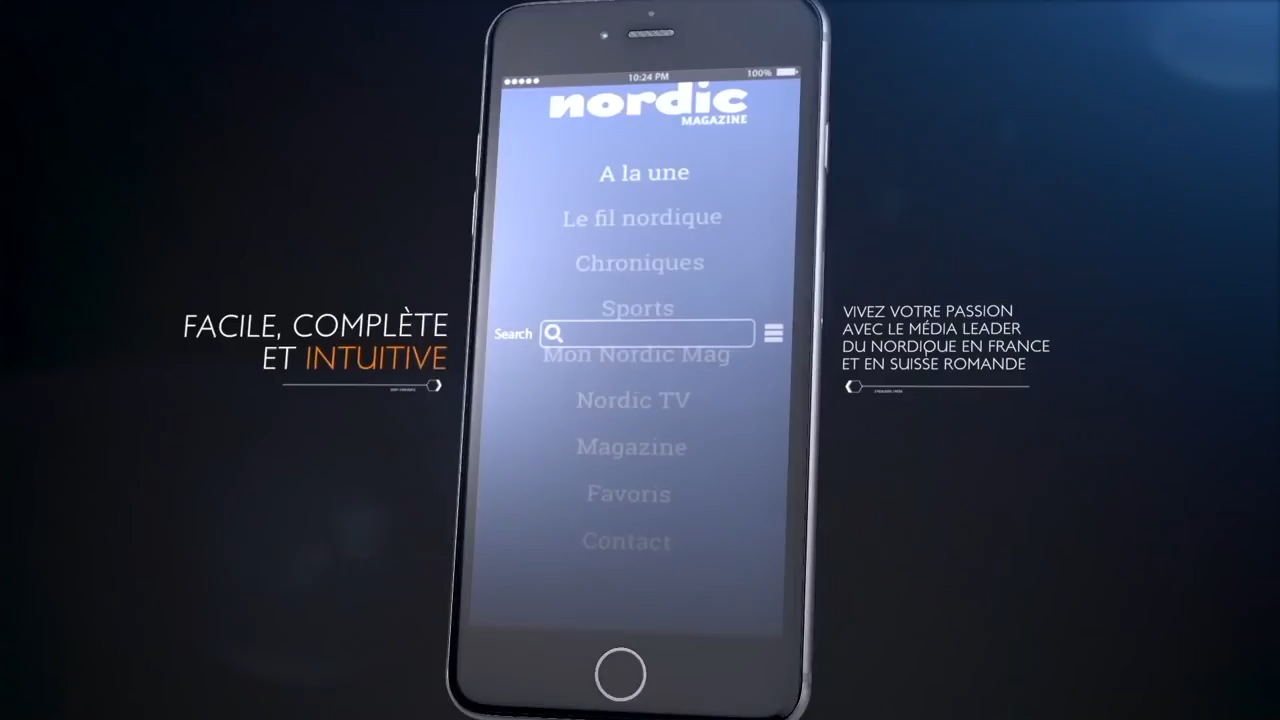 10:24 PM
100%
nordic
MAGAZINE
A la une
Le fil nordique
Chroniques
Sports
Search
Mon Nordic Mag
Nordic TV
Magazine
Favoris
Contact
FACILE, COMPLÈTE
ET INTUITIVE
VIVEZ VOTRE PASSION
AVEC LE MÉDIA LEADER
DU NORDIQUE EN FRANCE
ET EN SUISSE ROMANDE